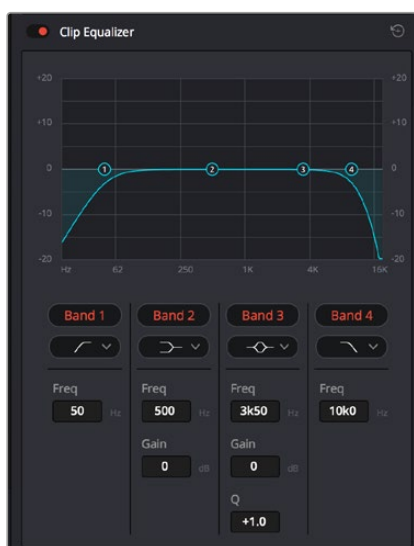 Clip Equalizer
+20 +20
+10 +10
0 1 2 3 4 0
-10 -10
-20 -20
Hz 62 250 1K 4K 16K
Band 1 Band 2 Band 3 Band 4
Freq Freq Freq Freq
50 Hz 500 Hz 3k50 Hz 10k0 Hz
Gain Gain
0 dB 0 dB
Q
+1.0